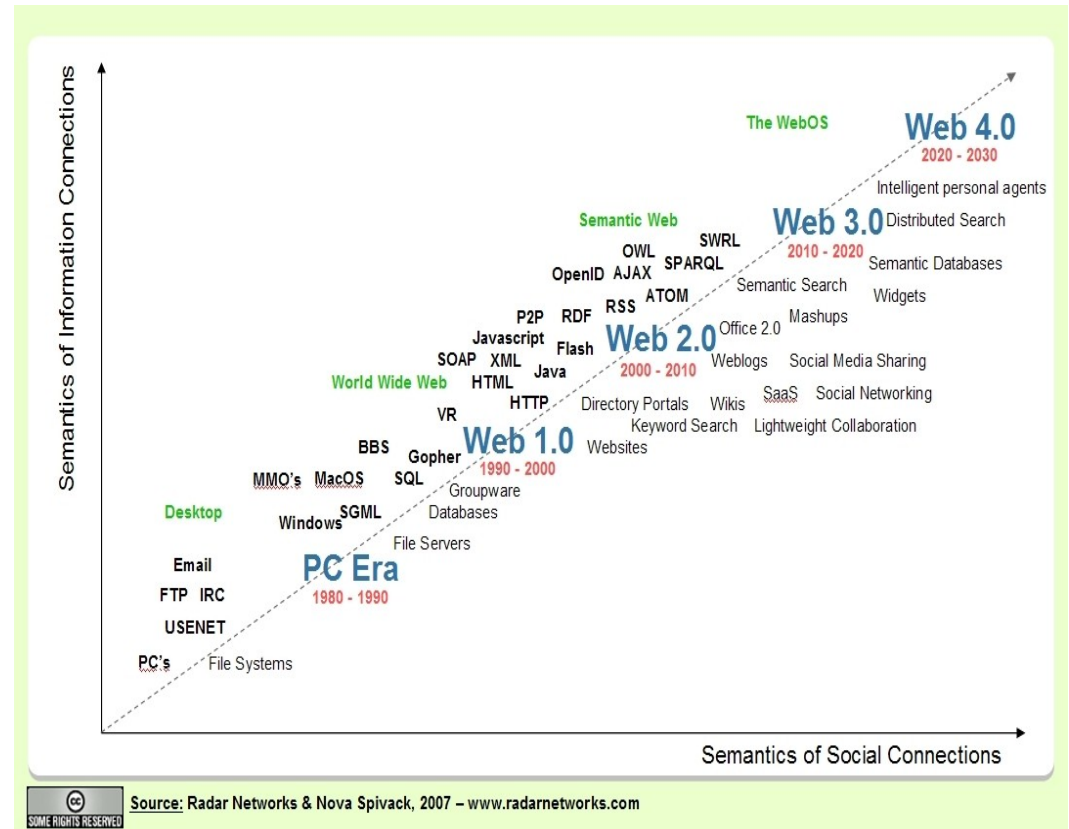 Semantics of Information Connections
The WebOS
Web 4.0
2020 - 2030
Intelligent personal agents
Semantic Web
Web 3.0
Distributed Search
SWRL
2010 - 2020
OWL
SPARQL
Semantic Databases
OpenID
AJAX
Semantic Search
ATOM
Widgets
RSS
P2P
RDF
Mashups
Office 2.0
Javascript
Web 2.0
Flash
SOAP
XML
Weblogs
Social Media Sharing
Java
2000 - 2010
World Wide Web
HTML
SaaS
Social Networking
HTTP
Directory Portals
Wikis
VR
Keyword Search
Lightweight Collaboration
Web 1.0
BBS
Websites
Gopher
1990 - 2000
MMO's
MacOS
SQL
Groupware
Desktop
SGML
Databases
Windows
File Servers
Email
PC Era
FTP
IRC
1980 - 1990
USENET
PC's
File Systems
Semantics of Social Connections
cc
SOME RIGHTS RESERVED
Source: Radar Networks & Nova Spivack, 2007 – www.radarnetworks.com